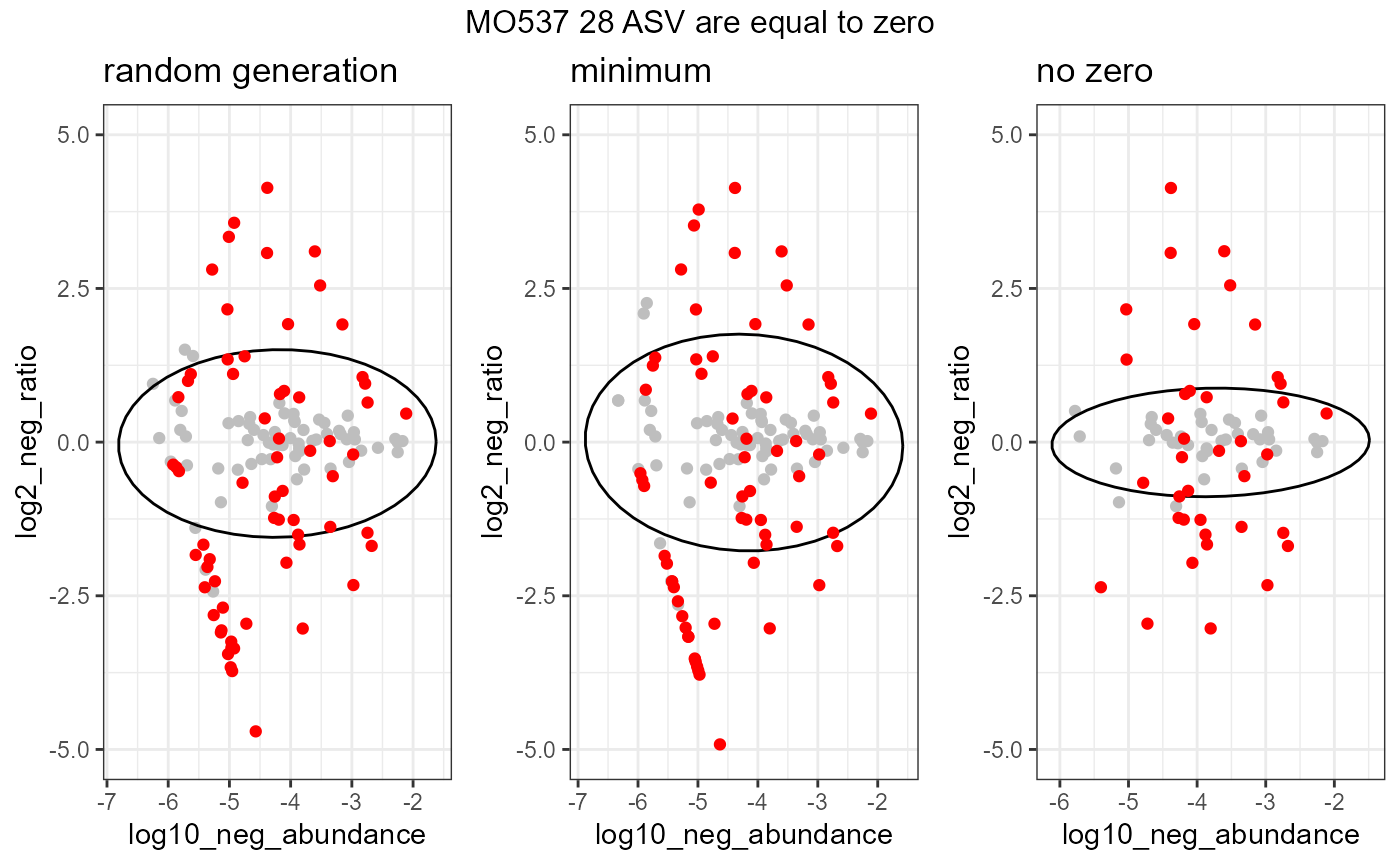 MO537 28 ASV are equal to zero
random generation
minimum
no zero
log2_neg_ratio
5.0
2.5
0.0
-2.5
-5.0
-7 -6 -5 -4 -3 -2
log10_neg_abundance
log2_neg_ratio
5.0
2.5
0.0
-2.5
-5.0
-7 -6 -5 -4 -3 -2
log10_neg_abundance
log2_neg_ratio
5.0
2.5
0.0
-2.5
-5.0
-6 -5 -4 -3 -2
log10_neg_abundance